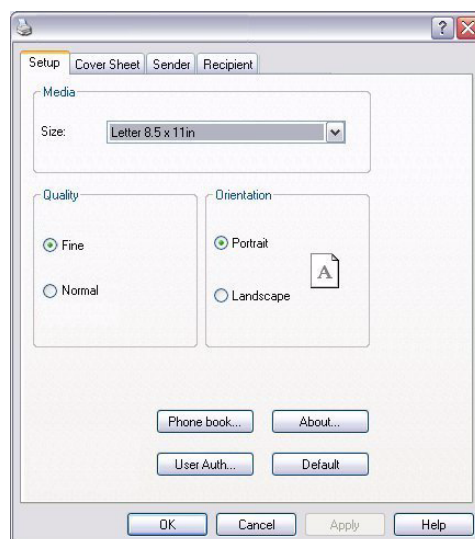 Setup Cover Sheet Sender Recipient
Media
Size: Letter 8.5 x 11in
Quality Orientation
Fine Portrait
A
Normal Landscape
Phone book... About...
User Auth... Default
OK Cancel Apply Help